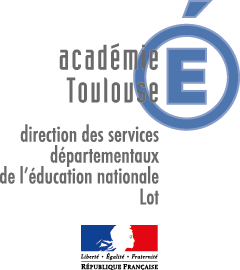 académie
Toulouse
É
direction des services
départementaux
de l'éducation nationale
Lot
Liberté • Égalité • Fraternité
RÉPUBLIQUE FRANÇAISE